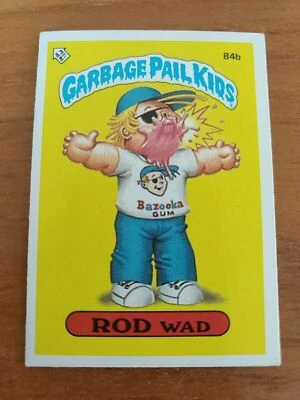 84b
GARBAGE PAIL KIDS
Bazooka
GUM
ROD WAD